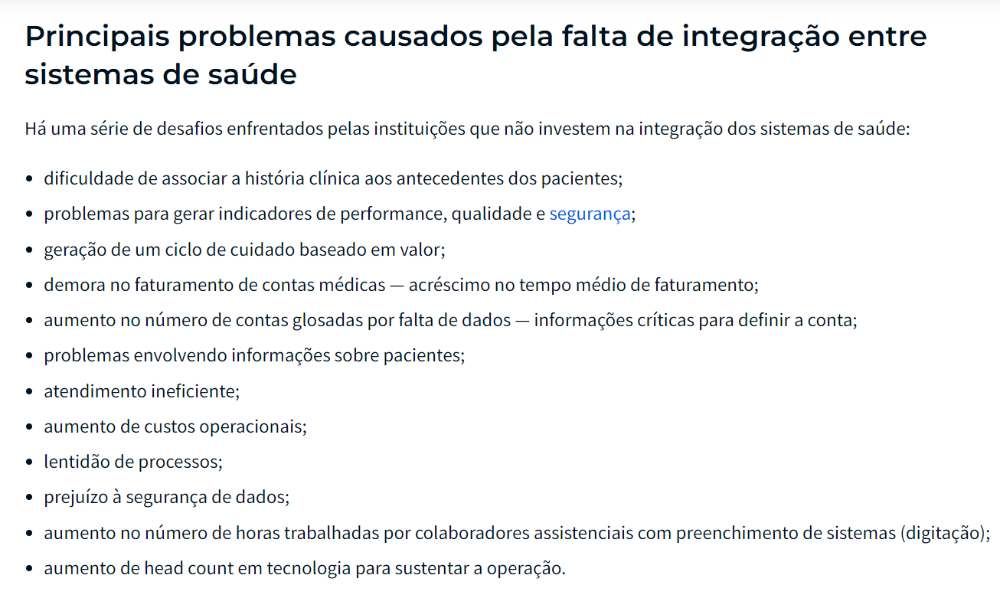 Principais problemas causados pela falta de integração entre
sistemas de saúde
Há uma série de desafios enfrentados pelas instituições que não investem na integração dos sistemas de saúde:
• dificuldade de associar a história clínica aos antecedentes dos pacientes;
• problemas para gerar indicadores de performance, qualidade e segurança;
• geração de um ciclo de cuidado baseado em valor;
• demora no faturamento de contas médicas — acréscimo no tempo médio de faturamento;
• aumento no número de contas glosadas por falta de dados — informações críticas para definir a conta;
• problemas envolvendo informações sobre pacientes;
• atendimento ineficiente;
• aumento de custos operacionais;
• lentidão de processos;
• prejuízo à segurança de dados;
• aumento no número de horas trabalhadas por colaboradores assistenciais com preenchimento de sistemas (digitação);
• aumento de head count em tecnologia para sustentar a operação.